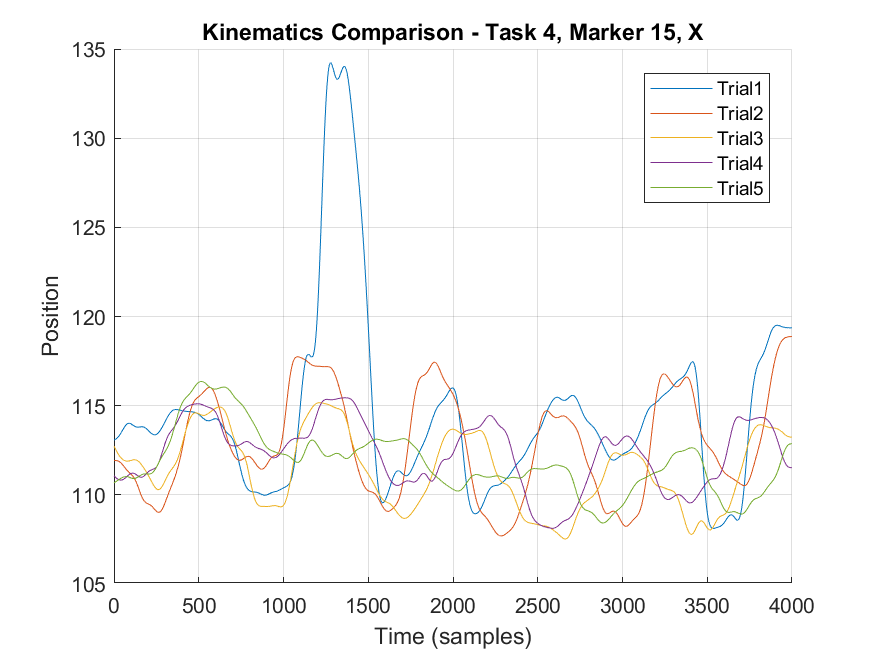 Kinematics Comparison - Task 4, Marker 15, X
135
130
125
120
115
110
105
Position
Trial1
Trial2
Trial3
Trial4
Trial5
0 500 1000 1500 2000 2500 3000 3500 4000
Time (samples)